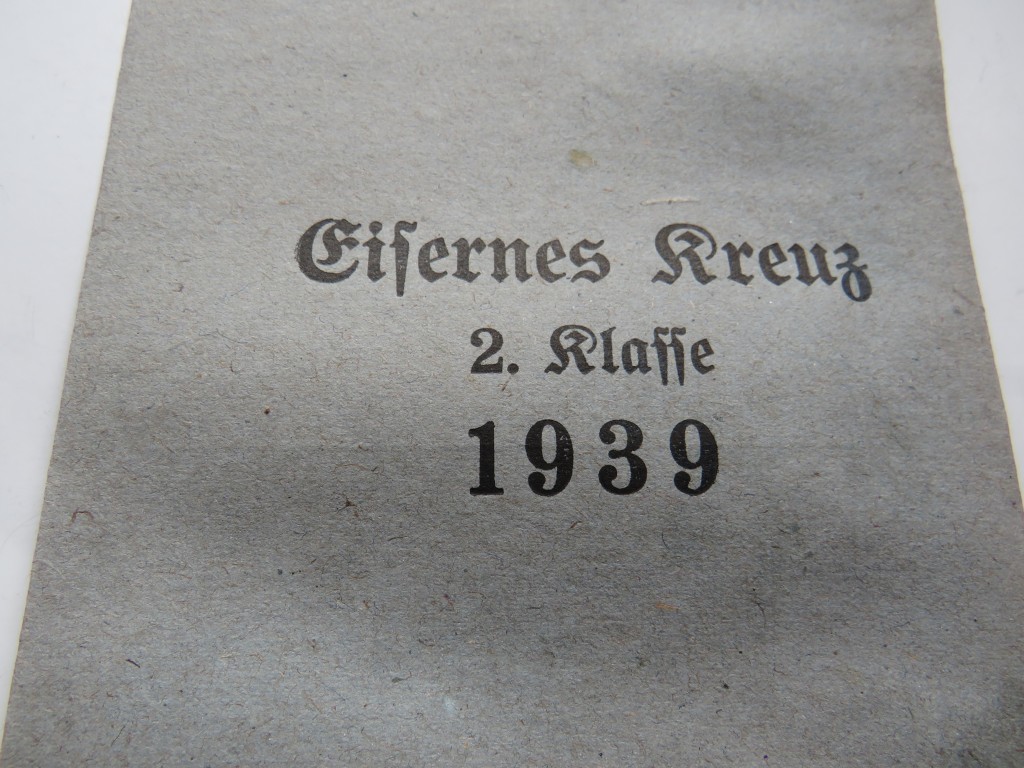 Eiſernes Kreuz
2. Klaſſe
1939